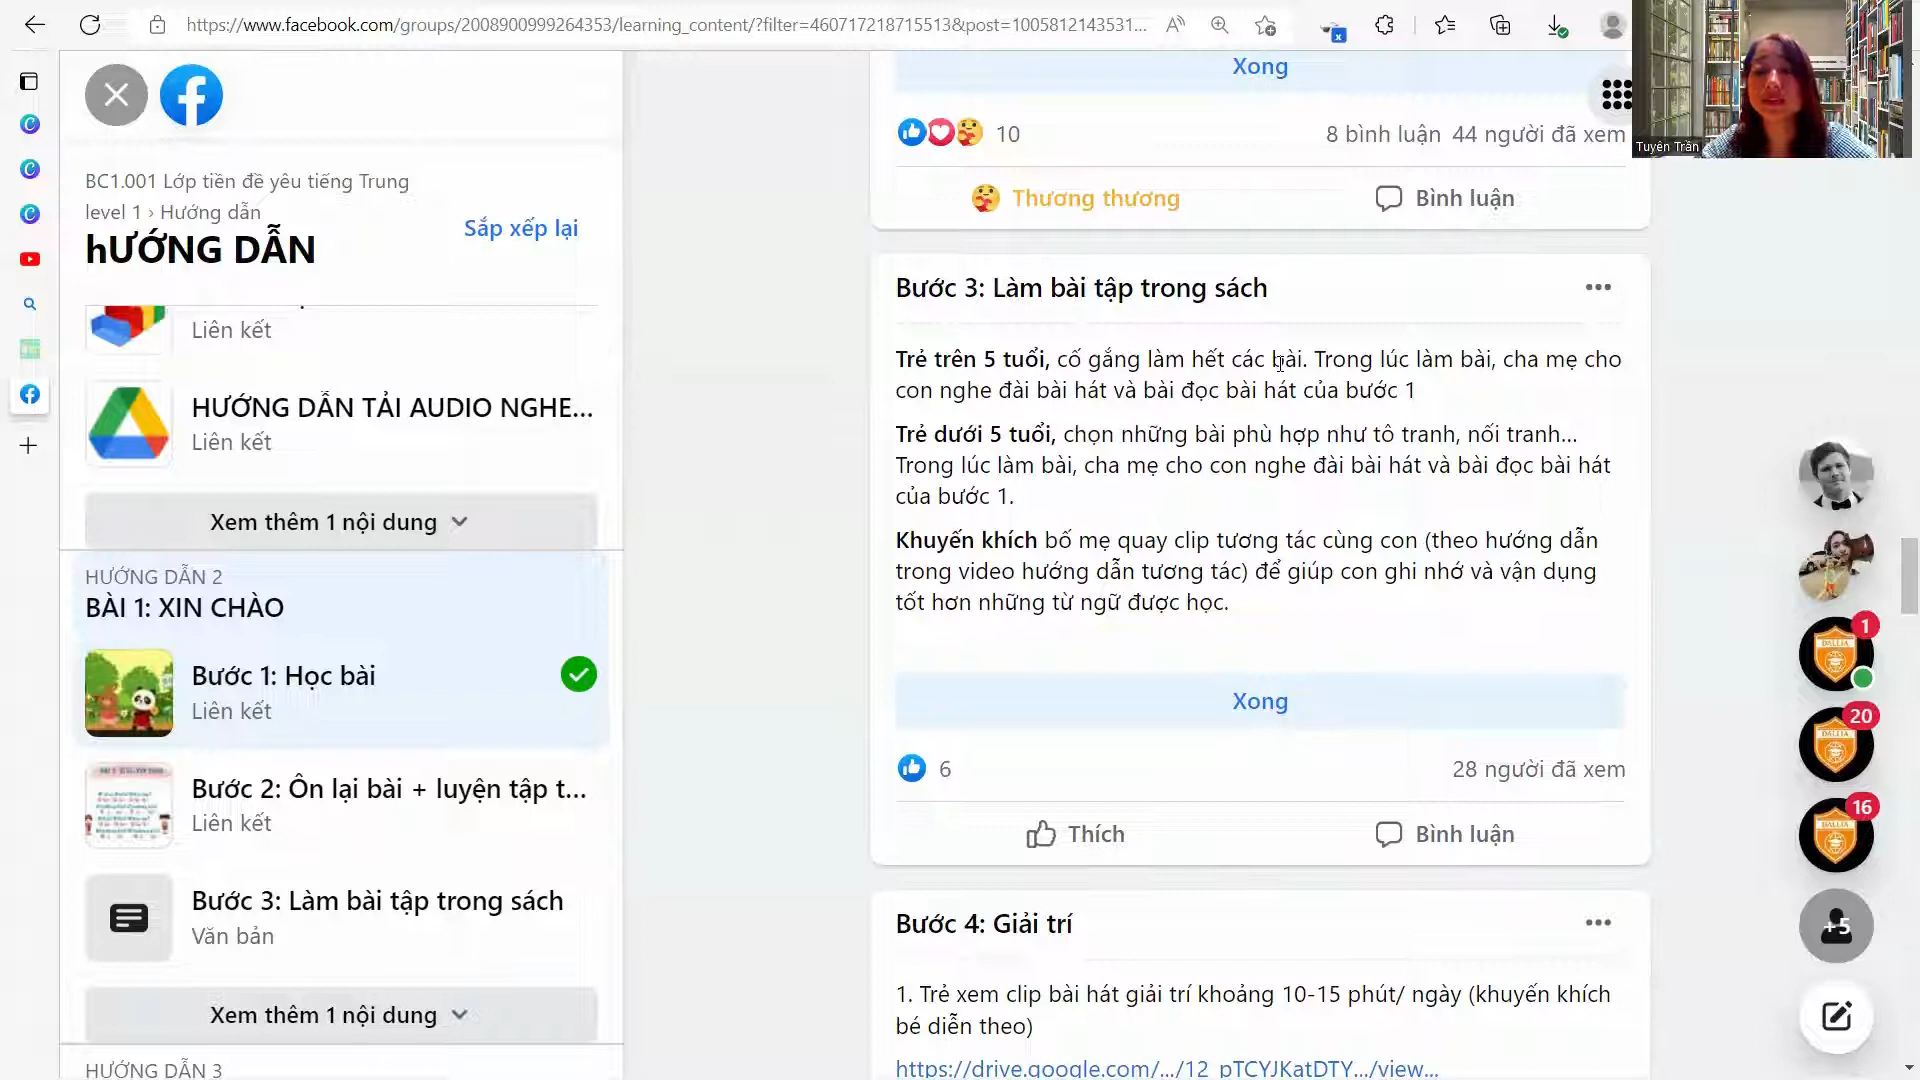 https://www.facebook.com/groups/2008900999264353/learning_content/?filter=460717218715513&post=1005812143531...
BC1.001 Lớp tiền đề yêu tiếng Trung
level 1 › Hướng dẫn
hƯỚNG DẪN
Sắp xếp lại
Liên kết
HƯỚNG DẪN TẢI AUDIO NGHE...
Liên kết
Xem thêm 1 nội dung
HƯỚNG DẪN 2
BÀI 1: XIN CHÀO
Bước 1: Học bài
Liên kết
Bước 2: Ôn lại bài + luyện tập t...
Liên kết
Bước 3: Làm bài tập trong sách
Văn bản
Xem thêm 1 nội dung
HƯỚNG DẪN 3
Xong
10
8 bình luận 44 người đã xem
Thương thương
Bình luận
Bước 3: Làm bài tập trong sách
Trẻ trên 5 tuổi, cố gắng làm hết các bài. Trong lúc làm bài, cha mẹ cho
con nghe đài bài hát và bài đọc bài hát của bước 1
Trẻ dưới 5 tuổi, chọn những bài phù hợp như tô tranh, nối tranh...
Trong lúc làm bài, cha mẹ cho con nghe đài bài hát và bài đọc bài hát
của bước 1.
Khuyến khích bố mẹ quay clip tương tác cùng con (theo hướng dẫn
trong video hướng dẫn tương tác) để giúp con ghi nhớ và vận dụng
tốt hơn những từ ngữ được học.
Xong
6
28 người đã xem
Thích
Bình luận
Bước 4: Giải trí
1. Trẻ xem clip bài hát giải trí khoảng 10-15 phút/ ngày (khuyến khích
bé diễn theo)
https://drive.google.com/.../12_pTCYJKatDTY.../view...
Tuyên Trần
1
DALLIA
20
DALLIA
16
DALLIA
+5